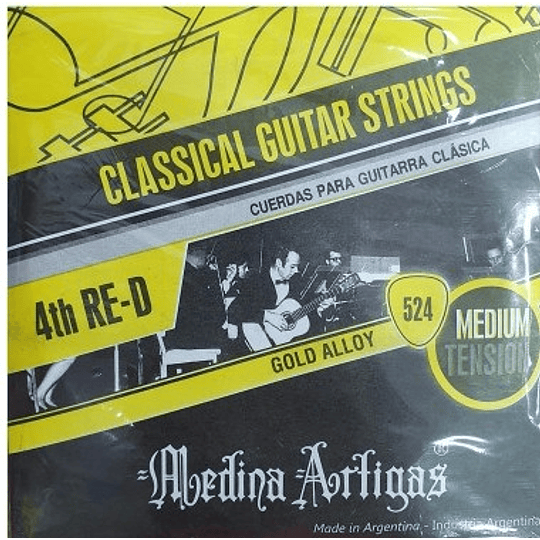 CLASSICAL GUITAR STRINGS
CUERDAS PARA GUITARRA CLÁSICA
4th RE-D
524
MEDIUM
TENSION
GOLD ALLOY
Medina Artigas ®
Made in Argentina - Industria Argentina